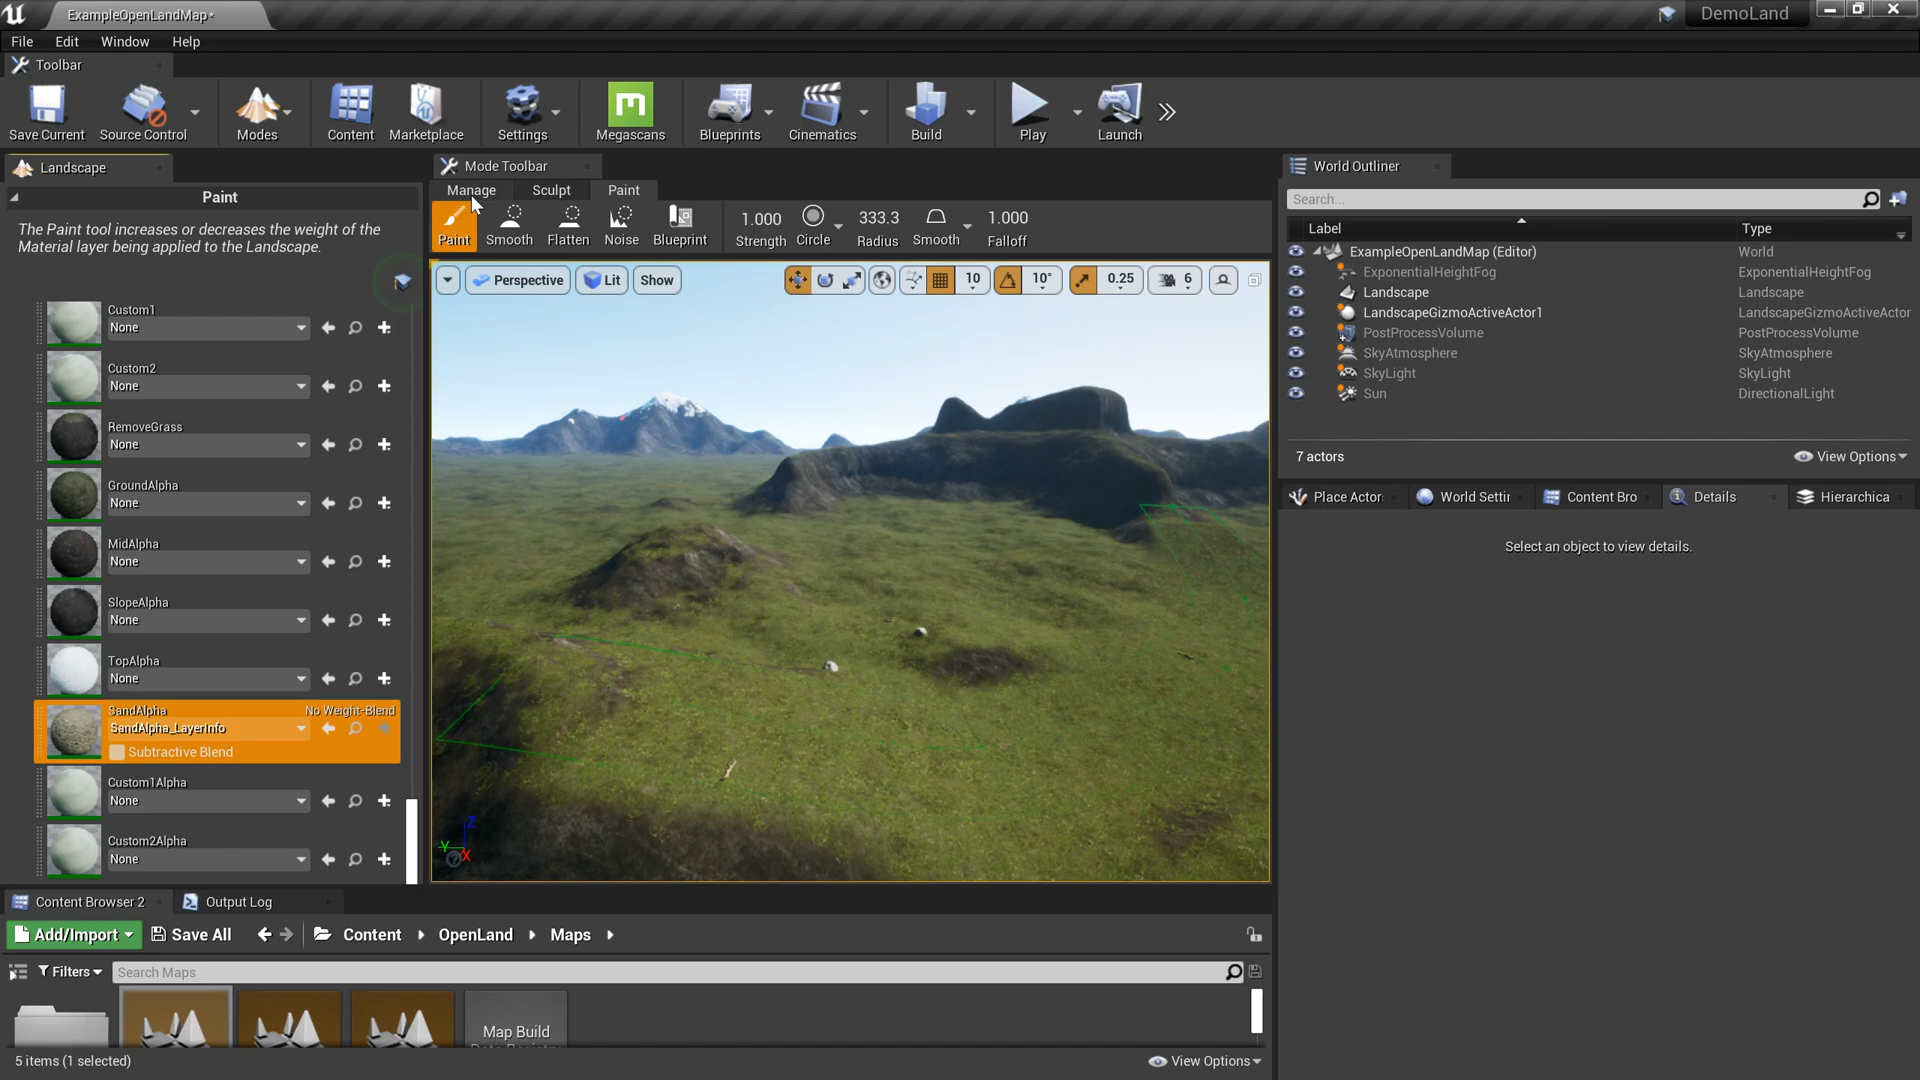 ExampleOpenLandMap*
DemoLand
File Edit Window Help
Toolbar
Save Current
Source Control
Modes
Content
Marketplace
Settings
Megascans
Blueprints
Cinematics
Build
Play
Launch
Landscape
Paint
The Paint tool increases or decreases the weight of the
Material layer being applied to the Landscape.
Custom1
None
Custom2
None
RemoveGrass
None
GroundAlpha
None
MidAlpha
None
SlopeAlpha
None
TopAlpha
None
SandAlpha No Weight-Blend
SandAlpha_LayerInfo
Subtractive Blend
Custom1Alpha
None
Custom2Alpha
None
Mode Toolbar
Manage Sculpt Paint
1.000 333.3 1.000
Paint Smooth Flatten Noise Blueprint Strength Circle Radius Smooth Falloff
Perspective Lit Show 10 10° 0.25 6
Z
Y
X
World Outliner
Search...
Label Type
ExampleOpenLandMap (Editor) World
ExponentialHeightFog ExponentialHeightFog
Landscape Landscape
LandscapeGizmoActiveActor1 LandscapeGizmoActiveActor
PostProcessVolume PostProcessVolume
SkyAtmosphere SkyAtmosphere
SkyLight SkyLight
Sun DirectionalLight
7 actors View Options
Place Actor World Settin Content Bro Details Hierarchica
Select an object to view details.
Content Browser 2 Output Log
Add/Import Save All Content OpenLand Maps
Filters Search Maps
Map Build
5 items (1 selected) View Options